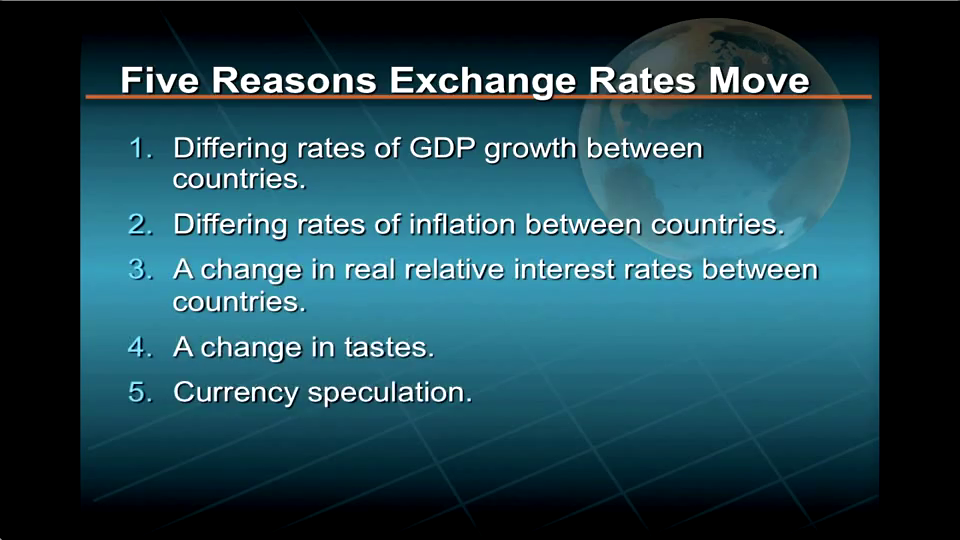 Five Reasons Exchange Rates Move
1. Differing rates of GDP growth between
countries.
2. Differing rates of inflation between countries.
3. A change in real relative interest rates between
countries.
4. A change in tastes.
5. Currency speculation.